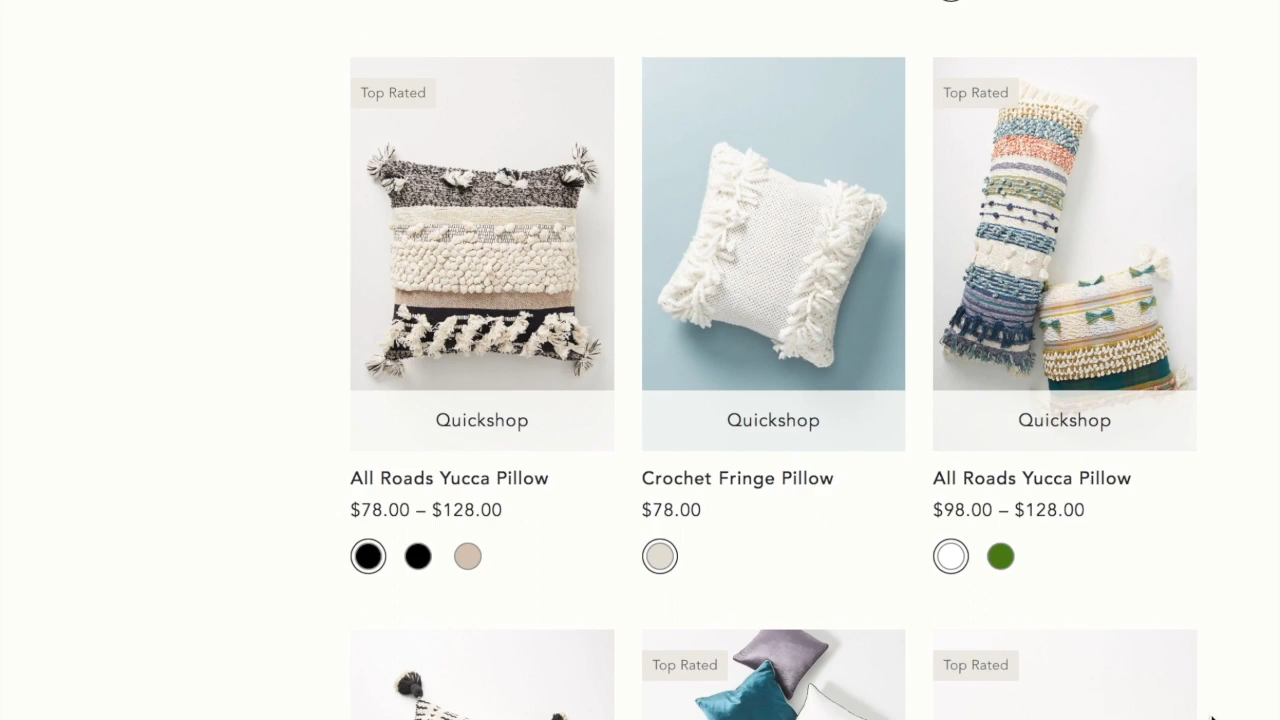 Top Rated
Top Rated
Quickshop
Quickshop
Quickshop
All Roads Yucca Pillow
Crochet Fringe Pillow
All Roads Yucca Pillow
$78.00 – $128.00
$78.00
$98.00 – $128.00
Top Rated
Top Rated